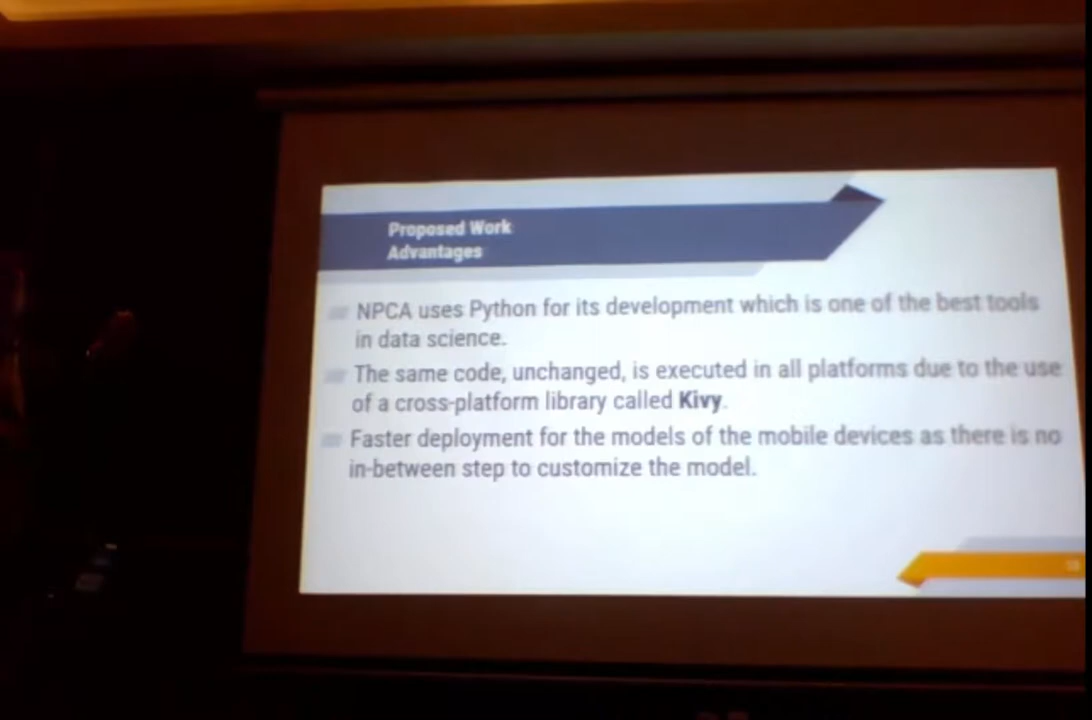 Proposed Work
Advantages
NPCA uses Python for its development which is one of the best tools
in data science.
The same code, unchanged, is executed in all platforms due to the use
of a cross-platform library called Kivy.
Faster deployment for the models of the mobile devices as there is no
in-between step to customize the model.